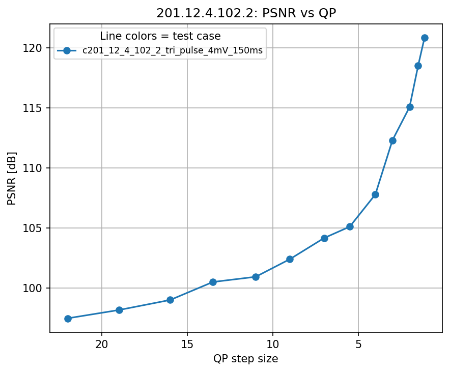 201.12.4.102.2: PSNR vs QP
Line colors = test case
c201_12_4_102_2_tri_pulse_4mV_150ms
120
115
110
105
100
PSNR [dB]
20 15 10 5
QP step size